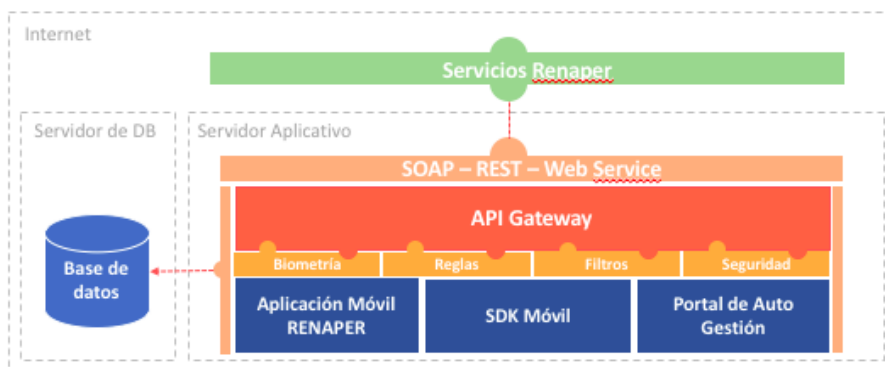 Internet
Servicios Renaper
Servidor de DB
Servidor Aplicativo
SOAP – REST – Web Service
API Gateway
Biometría
Reglas
Filtros
Seguridad
Base de
datos
Aplicación Móvil
RENAPER
SDK Móvil
Portal de Auto
Gestión